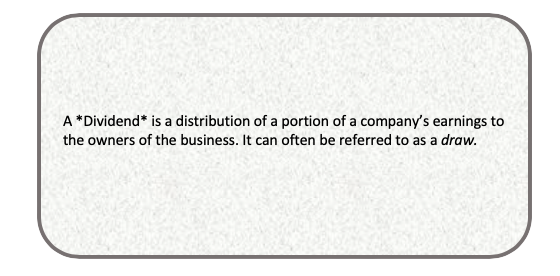 A *Dividend* is a distribution of a portion of a company’s earnings to
the owners of the business. It can often be referred to as a draw.